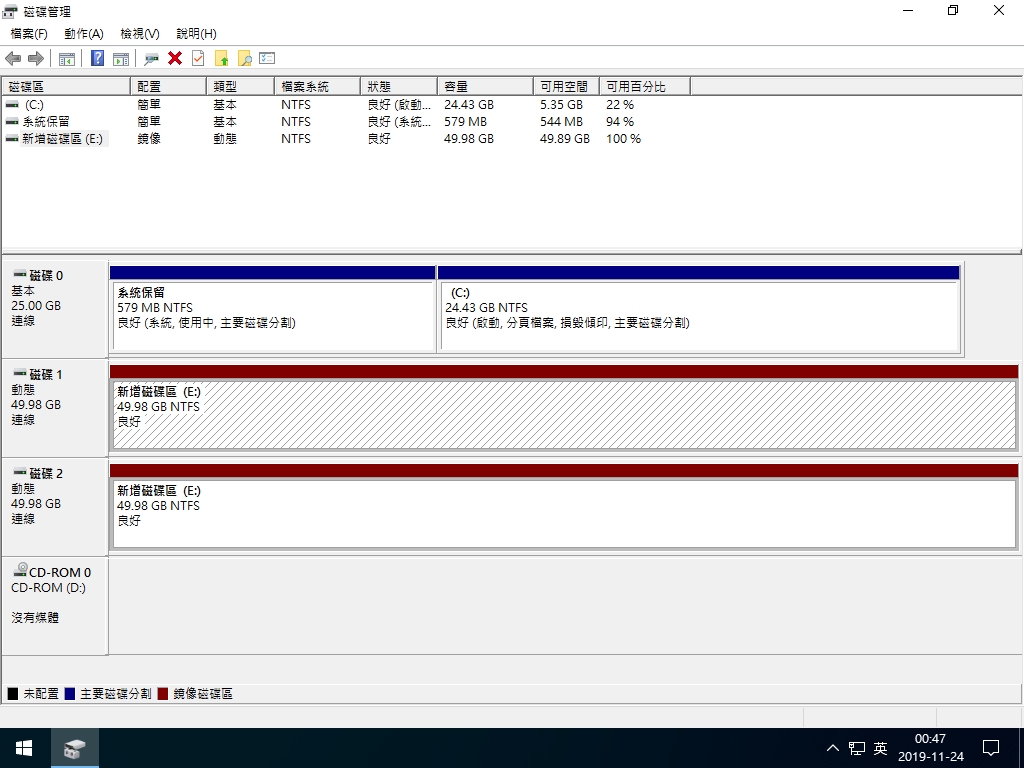 磁碟管理
檔案(F) 動作(A) 檢視(V) 說明(H)
磁碟區 配置 類型 檔案系統 狀態 容量 可用空間 可用百分比
(C:) 簡單 基本 NTFS 良好 (啟動... 24.43 GB 5.35 GB 22 %
系統保留 簡單 基本 NTFS 良好 (系統... 579 MB 544 MB 94 %
新增磁碟區 (E:) 鏡像 動態 NTFS 良好 49.98 GB 49.89 GB 100 %
磁碟 0
基本
25.00 GB
連線
系統保留
579 MB NTFS
良好 (系統, 使用中, 主要磁碟分割)
(C:)
24.43 GB NTFS
良好 (啟動, 分頁檔案, 損毀傾印, 主要磁碟分割)
磁碟 1
動態
49.98 GB
連線
新增磁碟區 (E:)
49.98 GB NTFS
良好
磁碟 2
動態
49.98 GB
連線
新增磁碟區 (E:)
49.98 GB NTFS
良好
CD-ROM 0
CD-ROM (D:)
沒有媒體
未配置 主要磁碟分割 鏡像磁碟區
英
00:47
2019-11-24